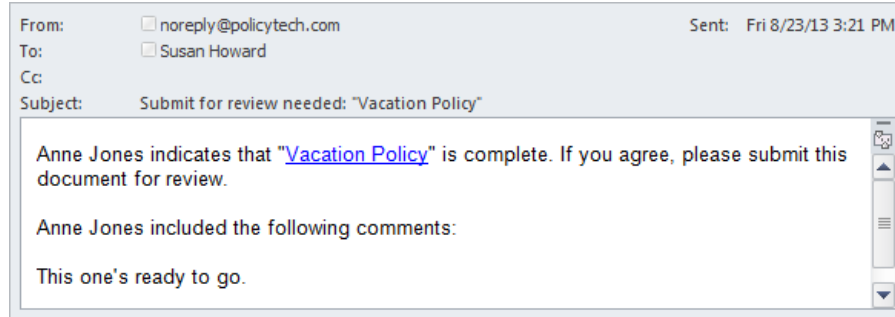 From: noreply@policytech.com Sent: Fri 8/23/13 3:21 PM
To: Susan Howard
Cc:
Subject: Submit for review needed: "Vacation Policy"
Anne Jones indicates that "Vacation Policy" is complete. If you agree, please submit this
document for review.
Anne Jones included the following comments:
This one's ready to go.